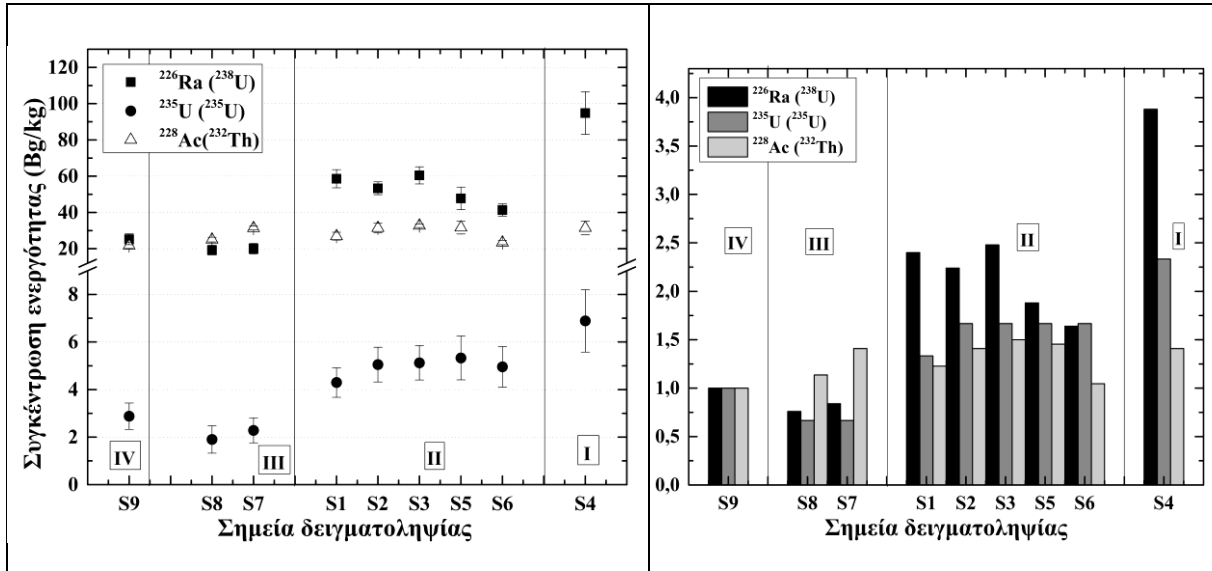 Συγκέντρωση ενεργότητας (Bg/kg)
120
100
80
60
40
20
8
6
4
2
0
²²⁶Ra (²³⁸U)
²³⁵U (²³⁵U)
²²⁸Ac(²³²Th)
IV
III
II
I
S9 S8 S7 S1 S2 S3 S5 S6 S4
Σημεία δειγματοληψίας
4,0
3,5
3,0
2,5
2,0
1,5
1,0
0,5
0,0
²²⁶Ra (²³⁸U)
²³⁵U (²³⁵U)
²²⁸Ac (²³²Th)
IV
III
II
I
S9 S8 S7 S1 S2 S3 S5 S6 S4
Σημεία δειγματοληψίας